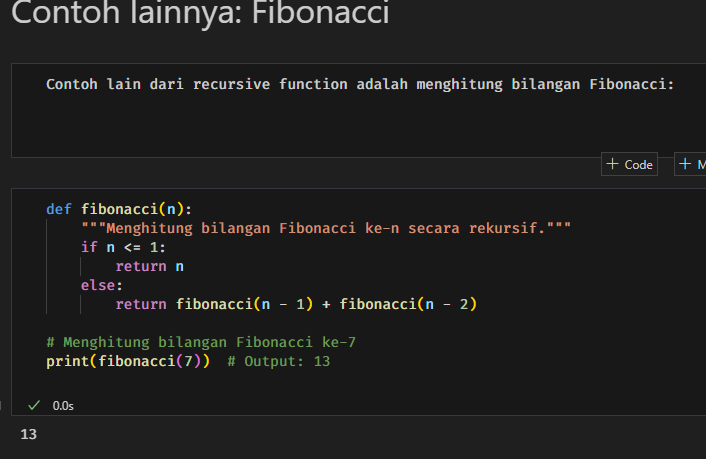 Contoh lainnya: Fibonacci
Contoh lain dari recursive function adalah menghitung bilangan Fibonacci:
+ Code + M
def fibonacci(n):
    """Menghitung bilangan Fibonacci ke-n secara rekursif."""
    if n <= 1:
        return n
    else:
        return fibonacci(n - 1) + fibonacci(n - 2)
# Menghitung bilangan Fibonacci ke-7
print(fibonacci(7))  # Output: 13
0.0s
13